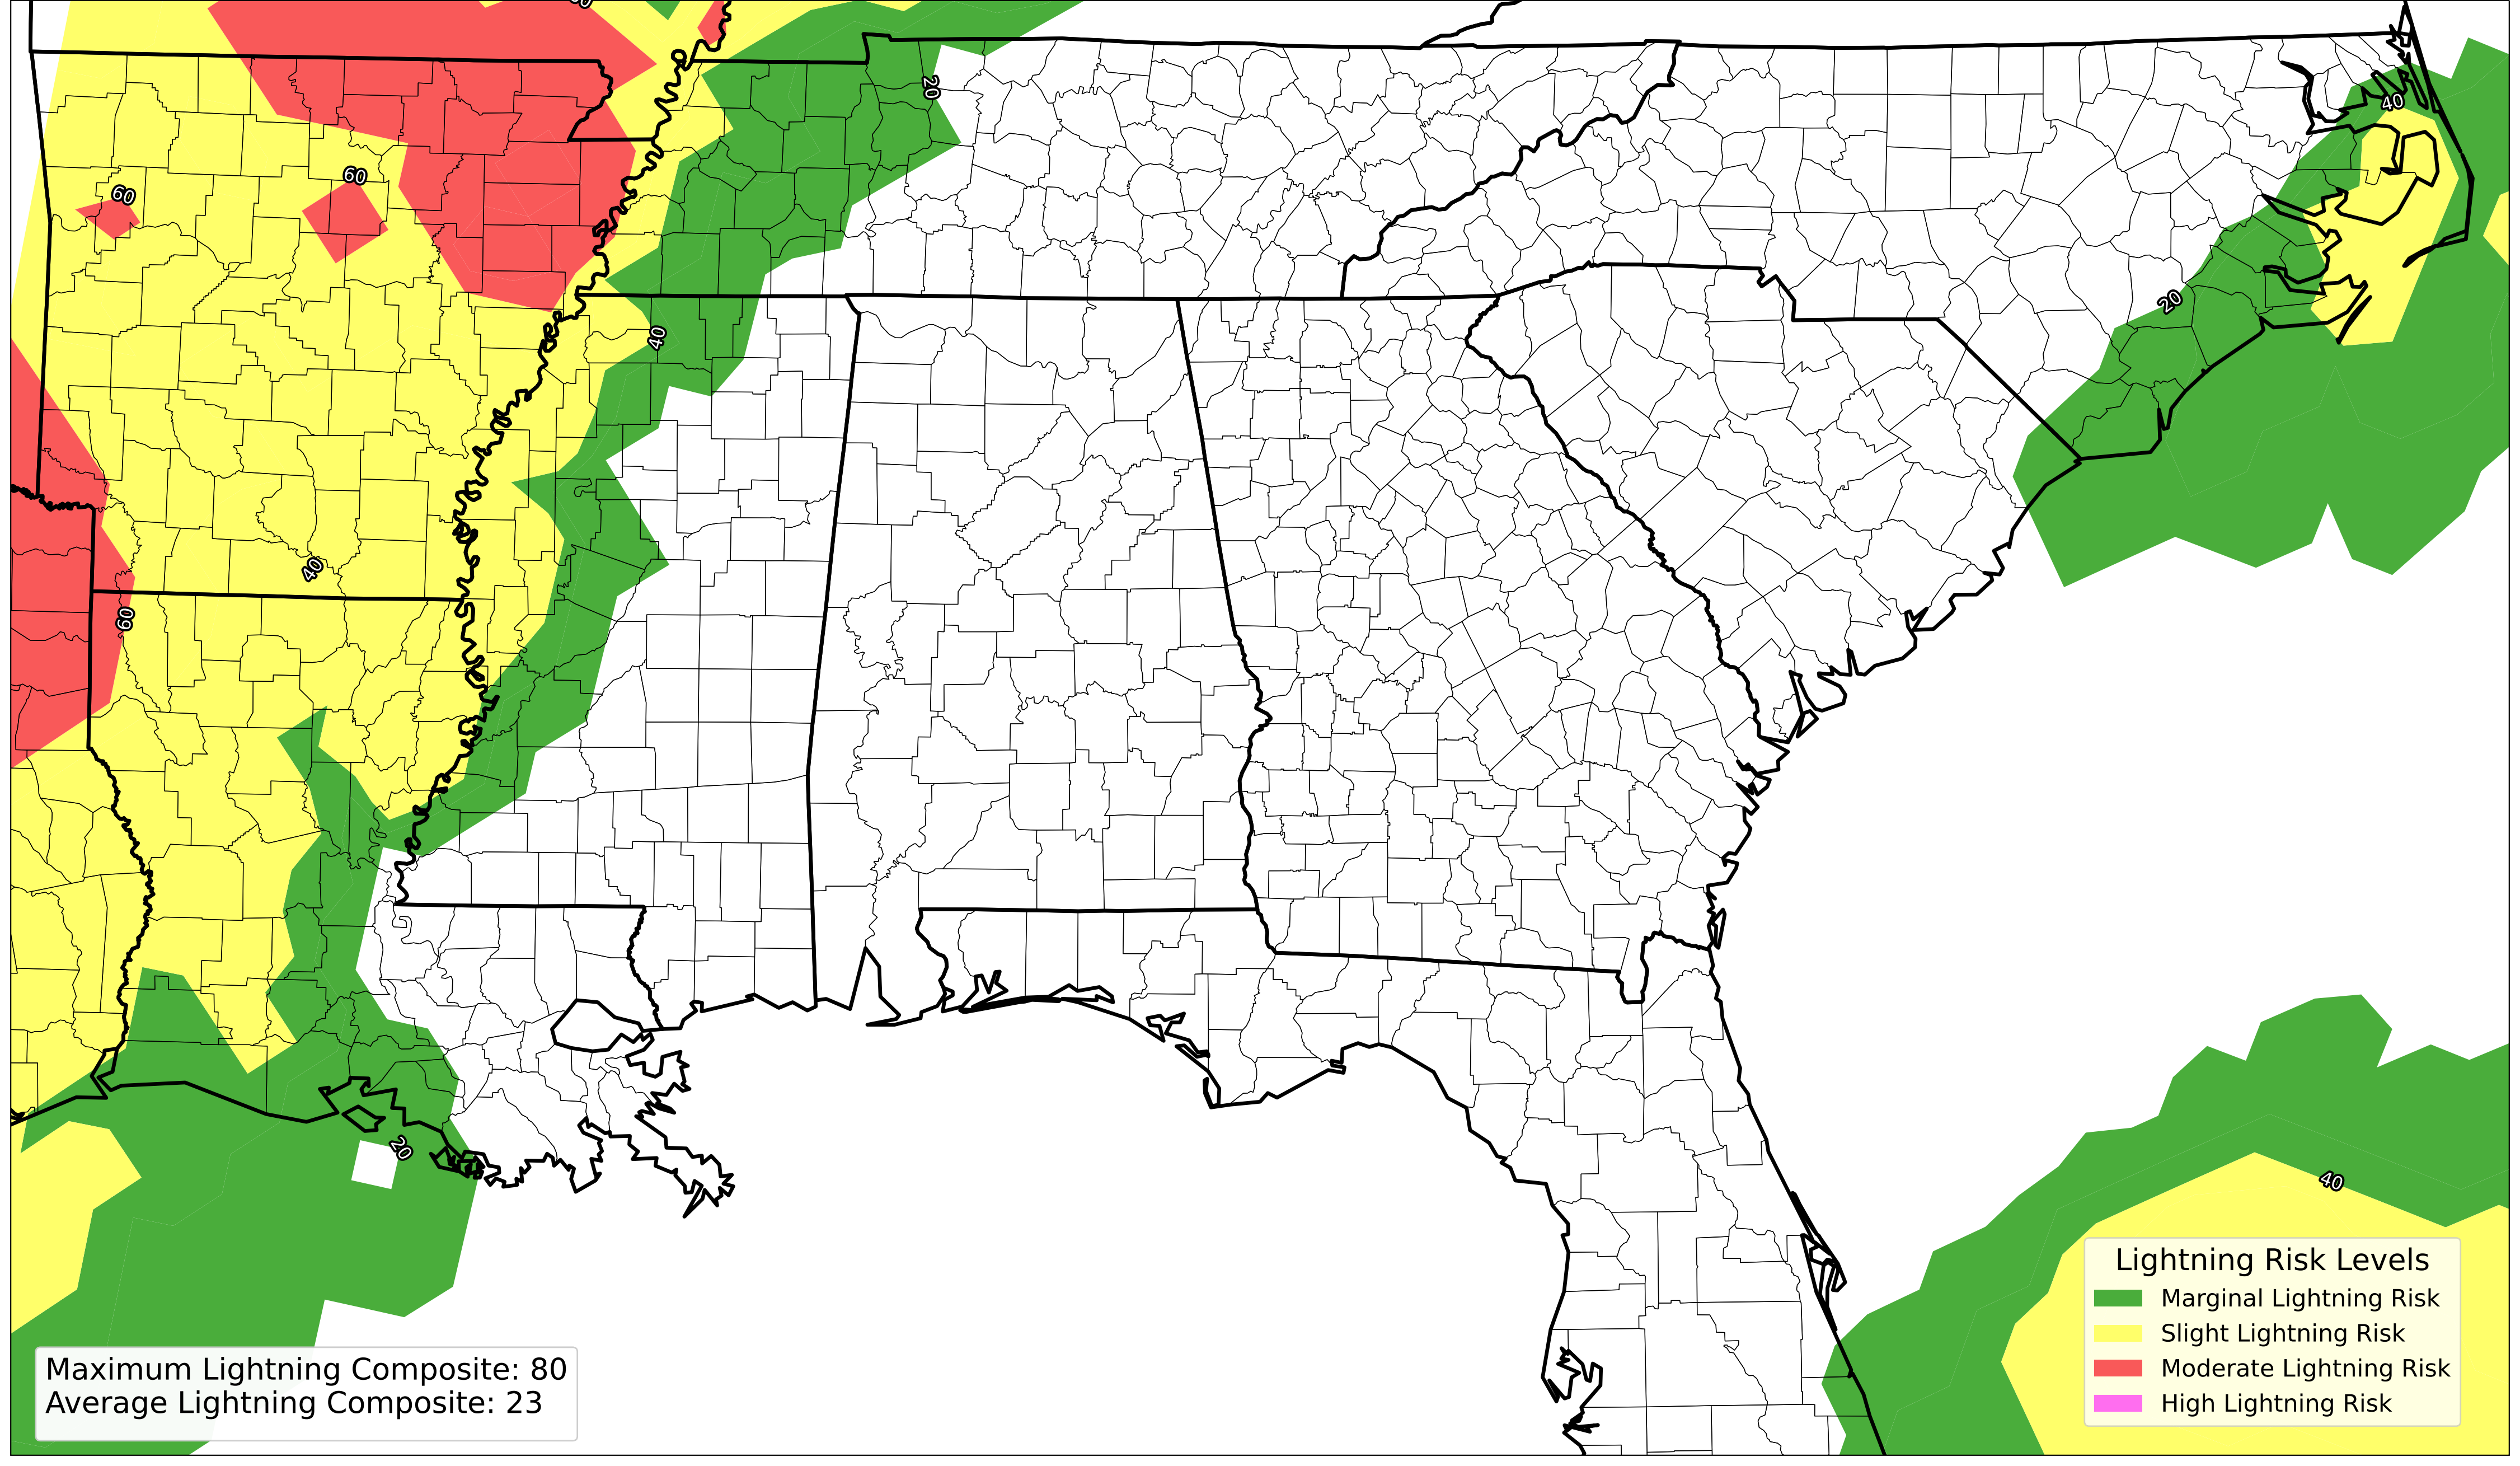 20
40
60
60
20
40
40
60
20
40
Lightning Risk Levels
Marginal Lightning Risk
Slight Lightning Risk
Moderate Lightning Risk
High Lightning Risk
Maximum Lightning Composite: 80
Average Lightning Composite: 23